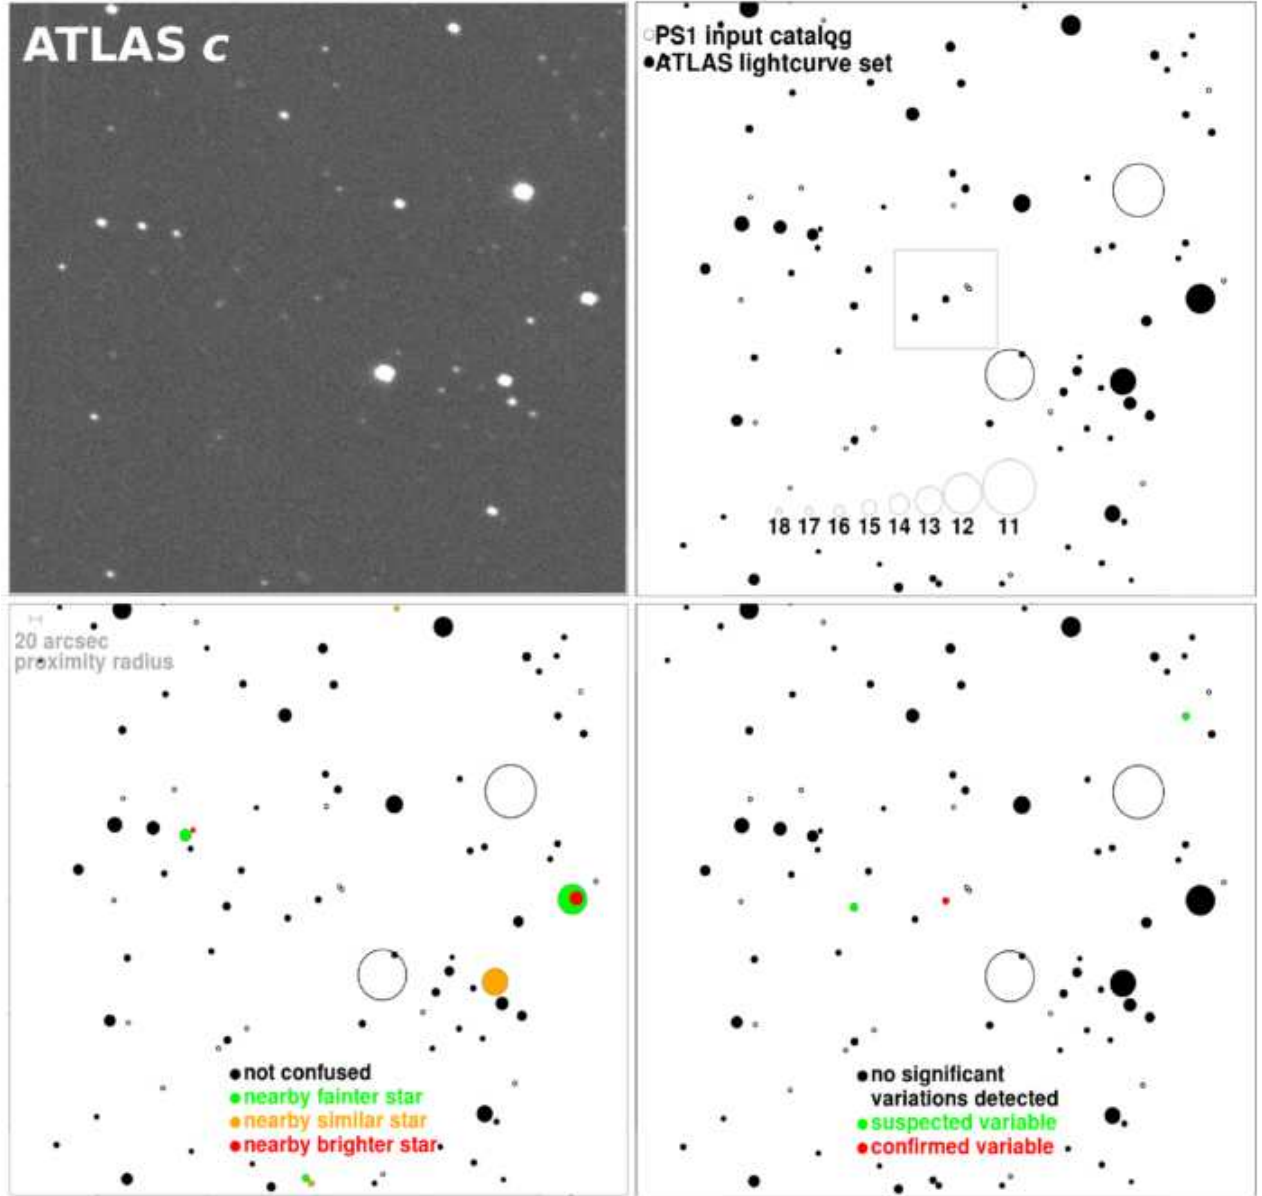 ATLAS c
PS1 input catalog
ATLAS lightcurve set
18 17 16 15 14 13 12 11
20 arcsec
proximity radius
not confused
nearby fainter star
nearby similar star
nearby brighter star
no significant
variations detected
suspected variable
confirmed variable